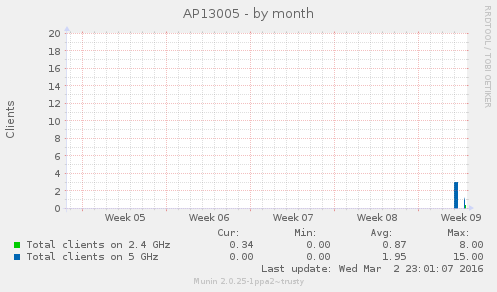 AP13005 - by month
RRDTOOL / TOBI OETIKER
Clients
20
18
16
14
12
10
8
6
4
2
0
Week 05 Week 06 Week 07 Week 08 Week 09
Cur: Min: Avg: Max:
Total clients on 2.4 GHz 0.34 0.00 0.87 8.00
Total clients on 5 GHz 0.00 0.00 1.95 15.00
Last update: Wed Mar 2 23:01:07 2016
Munin 2.0.25-1ppa2~trusty